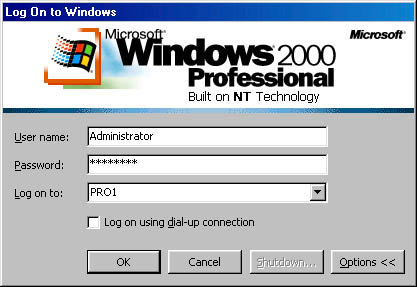 Log On to Windows
Microsoft
Microsoft
Windows 2000
Professional
Built on NT Technology
User name: Administrator
Password: ********
Log on to: PRO1
Log on using dial-up connection
OK Cancel Shutdown... Options <<